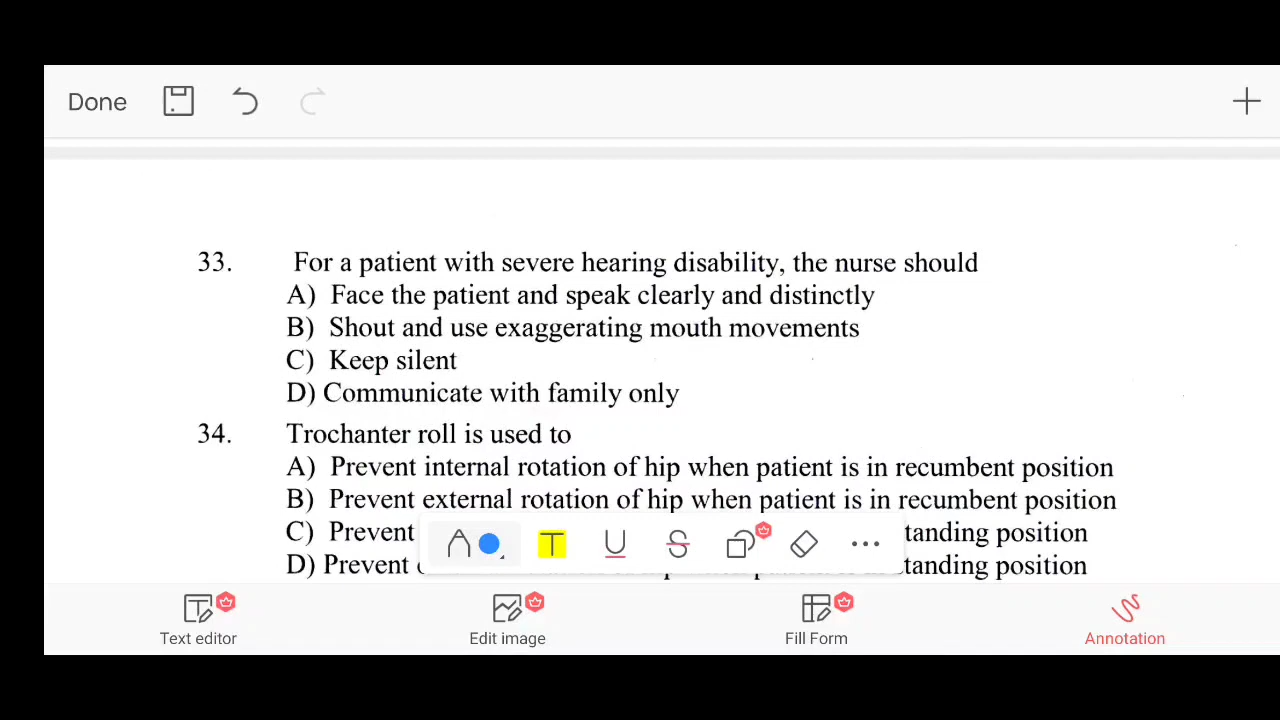 Done
33. For a patient with severe hearing disability, the nurse should
A) Face the patient and speak clearly and distinctly
B) Shout and use exaggerating mouth movements
C) Keep silent
D) Communicate with family only
34. Trochanter roll is used to
A) Prevent internal rotation of hip when patient is in recumbent position
B) Prevent external rotation of hip when patient is in recumbent position
C) Prevent standing position
D) Prevent standing position
Text editor Edit image Fill Form Annotation